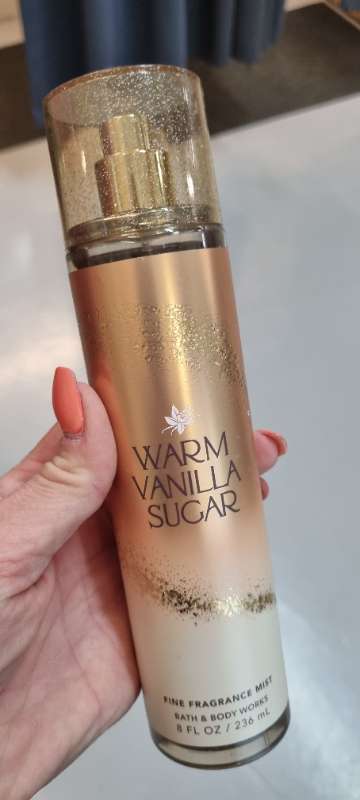 WARM
VANILLA
SUGAR
FINE FRAGRANCE MIST
BATH & BODY WORKS
8 FL OZ / 236 mL